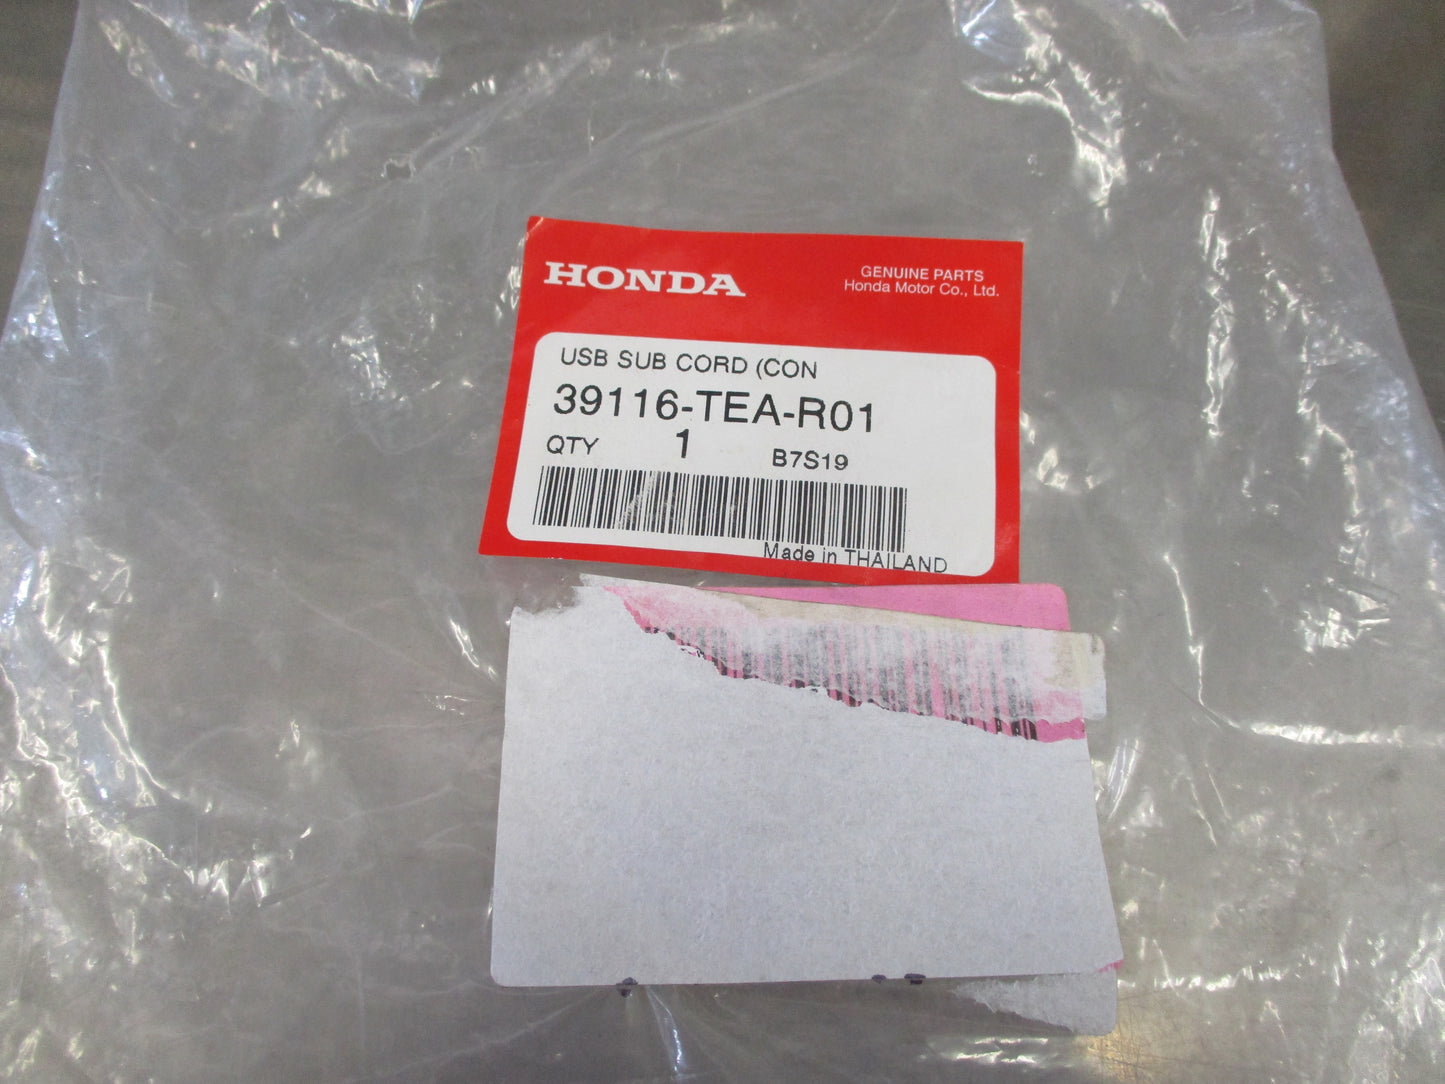 HONDA
GENUINE PARTS
Honda Motor Co., Ltd.
USB SUB CORD (CON
39116-TEA-R01
QTY 1 B7S19
Made in THAILAND